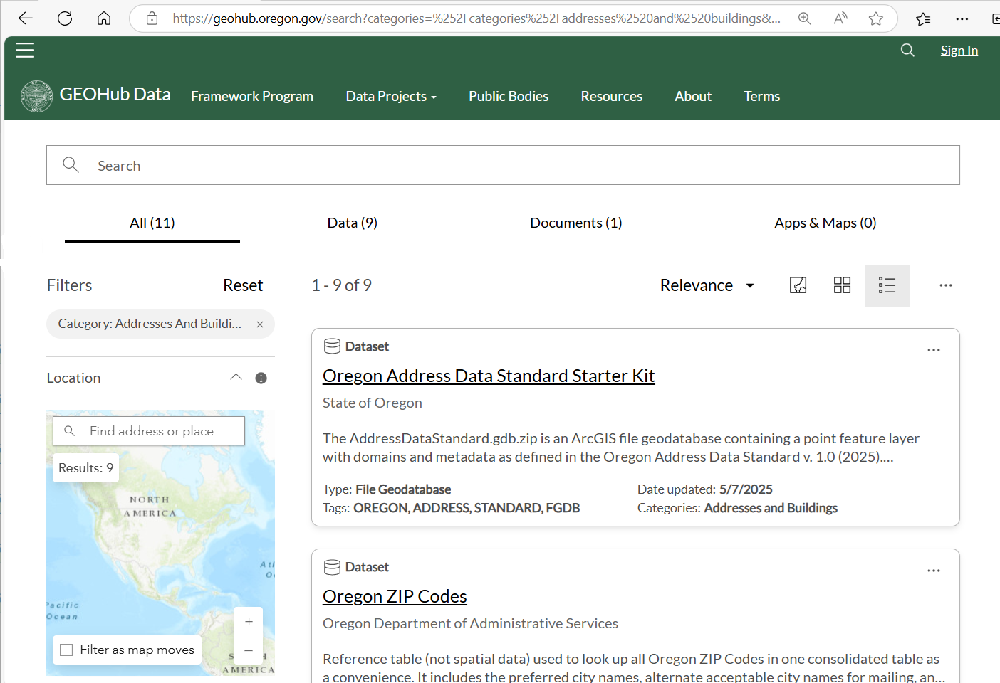 https://geohub.oregon.gov/search?categories=%252Fcategories%252Faddresses%2520and%2520buildings&...
Sign In
GEOHub Data
Framework Program
Data Projects
Public Bodies
Resources
About
Terms
Search
All (11)
Data (9)
Documents (1)
Apps & Maps (0)
Filters
Reset
1 - 9 of 9
Relevance
Category: Addresses And Buildi...
Location
Find address or place
Results: 9
NORTH
AMERICA
Pacific
Ocean
Filter as map moves
AMERICA
Dataset
Oregon Address Data Standard Starter Kit
State of Oregon
The AddressDataStandard.gdb.zip is an ArcGIS file geodatabase containing a point feature layer
with domains and metadata as defined in the Oregon Address Data Standard v. 1.0 (2025)....
Type: File Geodatabase
Date updated: 5/7/2025
Tags: OREGON, ADDRESS, STANDARD, FGDB
Categories: Addresses and Buildings
Dataset
Oregon ZIP Codes
Oregon Department of Administrative Services
Reference table (not spatial data) used to look up all Oregon ZIP Codes in one consolidated table as
a convenience. It includes the preferred city names, alternate acceptable city names for mailing, an...